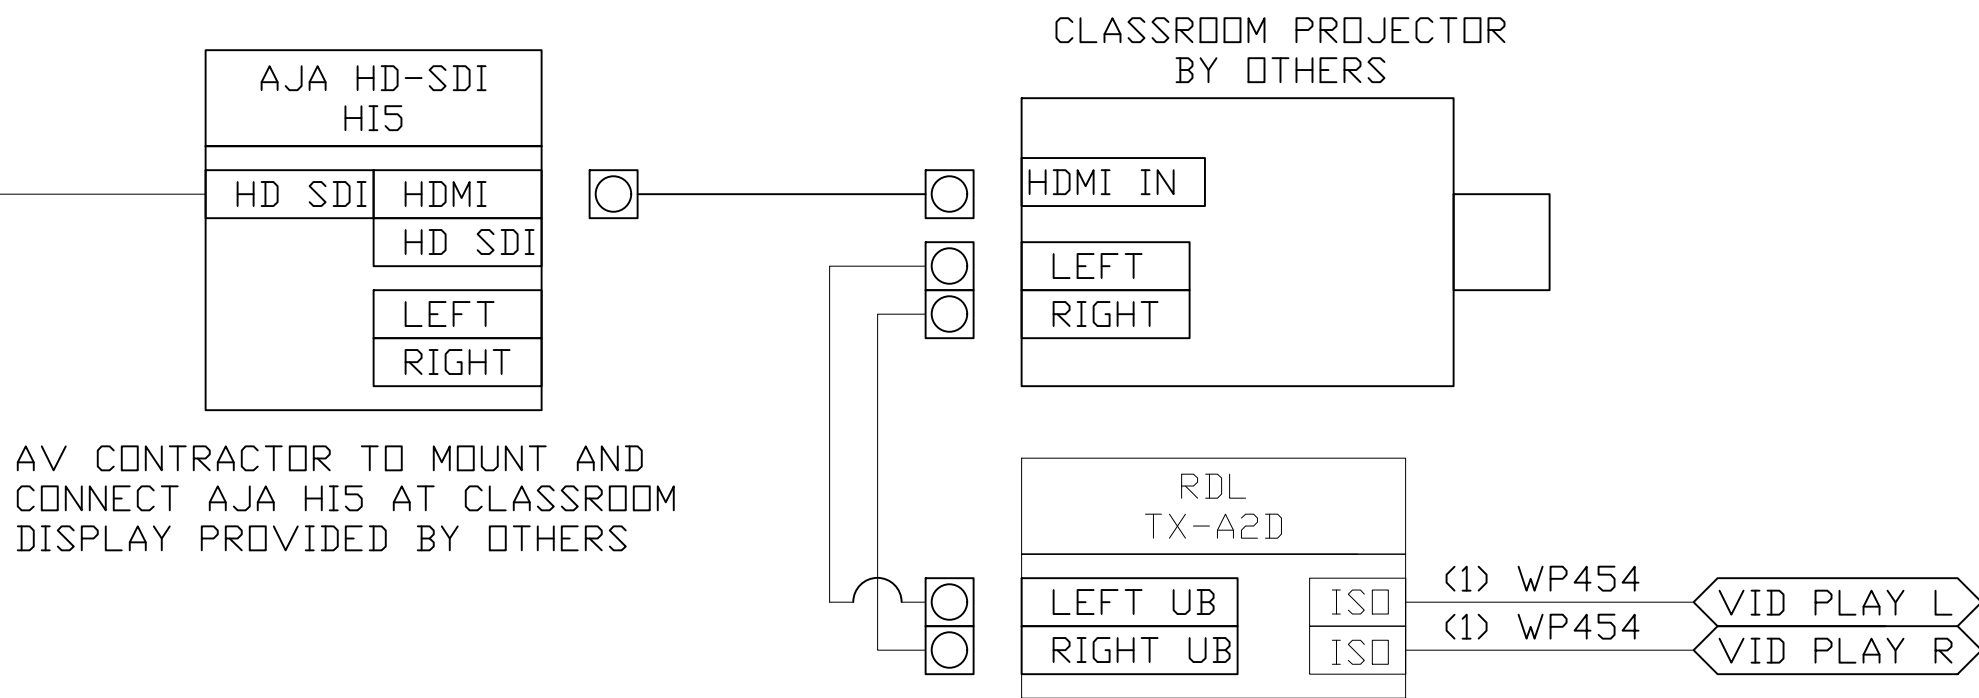 CLASSROOM PROJECTOR
BY OTHERS
AJA HD-SDI
HI5
HD SDI HDMI
HD SDI
LEFT
RIGHT
HDMI IN
LEFT
RIGHT
AV CONTRACTOR TO MOUNT AND
CONNECT AJA HI5 AT CLASSROOM
DISPLAY PROVIDED BY OTHERS
RDL
TX-A2D
LEFT UB ISO (1) WP454 VID PLAY L
RIGHT UB ISO (1) WP454 VID PLAY R